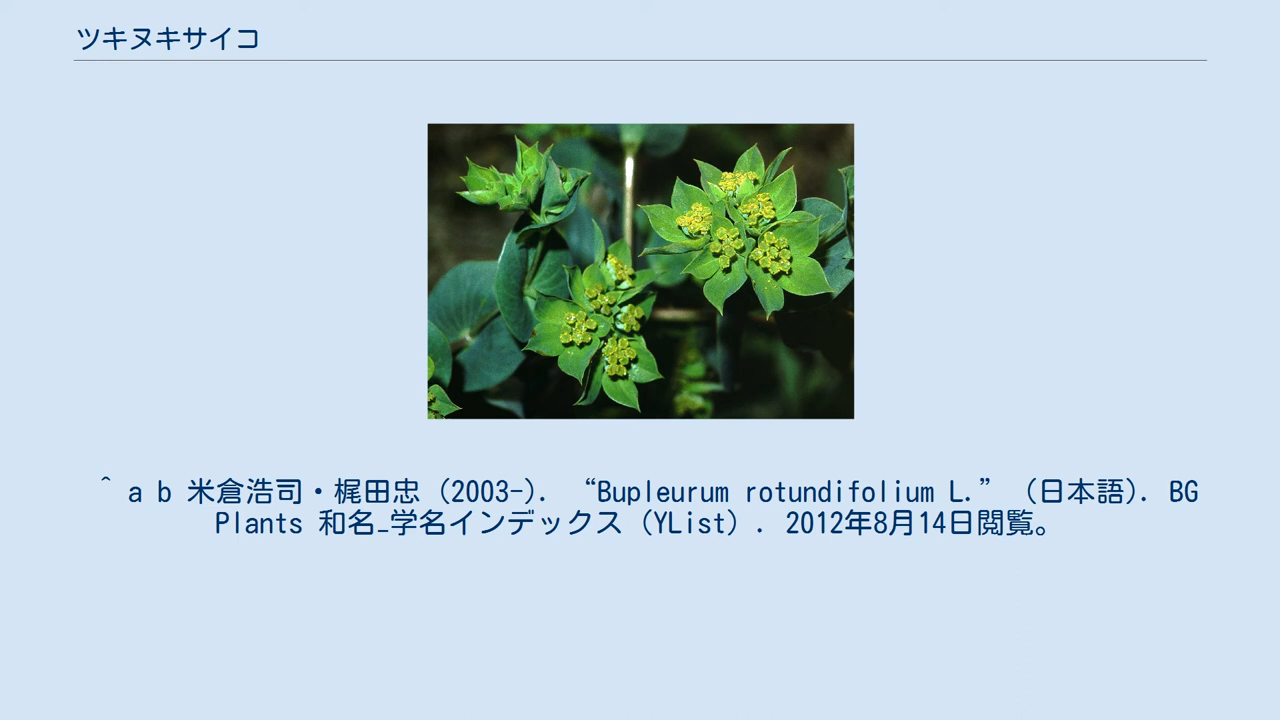 ツキヌキサイコ
^ a b 米倉浩司・梶田忠 (2003-). “Bupleurum rotundifolium L.” (日本語). BG
Plants 和名−学名インデックス（YList）. 2012年8月14日閲覧。